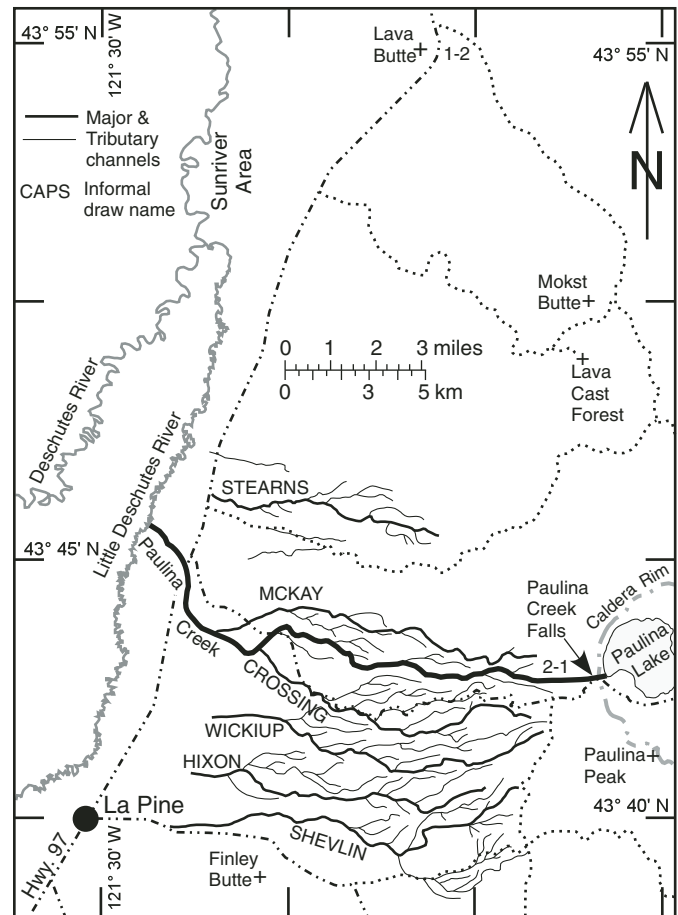 43° 55' N
121° 30' W
Lava
Butte
1-2
43° 55' N
Major &
Tributary
channels
CAPS Informal
draw name
Sunriver
Area
N
Mokst
Butte
0 1 2 3 miles
0 3 5 km
Lava
Cast
Forest
Deschutes River
Little Deschutes River
STEARNS
43° 45' N
Paulina
Creek
MCKAY
Paulina
Creek
Falls
Caldera Rim
Paulina
Lake
2-1
CROSSING
WICKIUP
HIXON
Paulina
Peak
La Pine
43° 40' N
SHEVLIN
Hwy. 97
121° 30' W
Finley
Butte